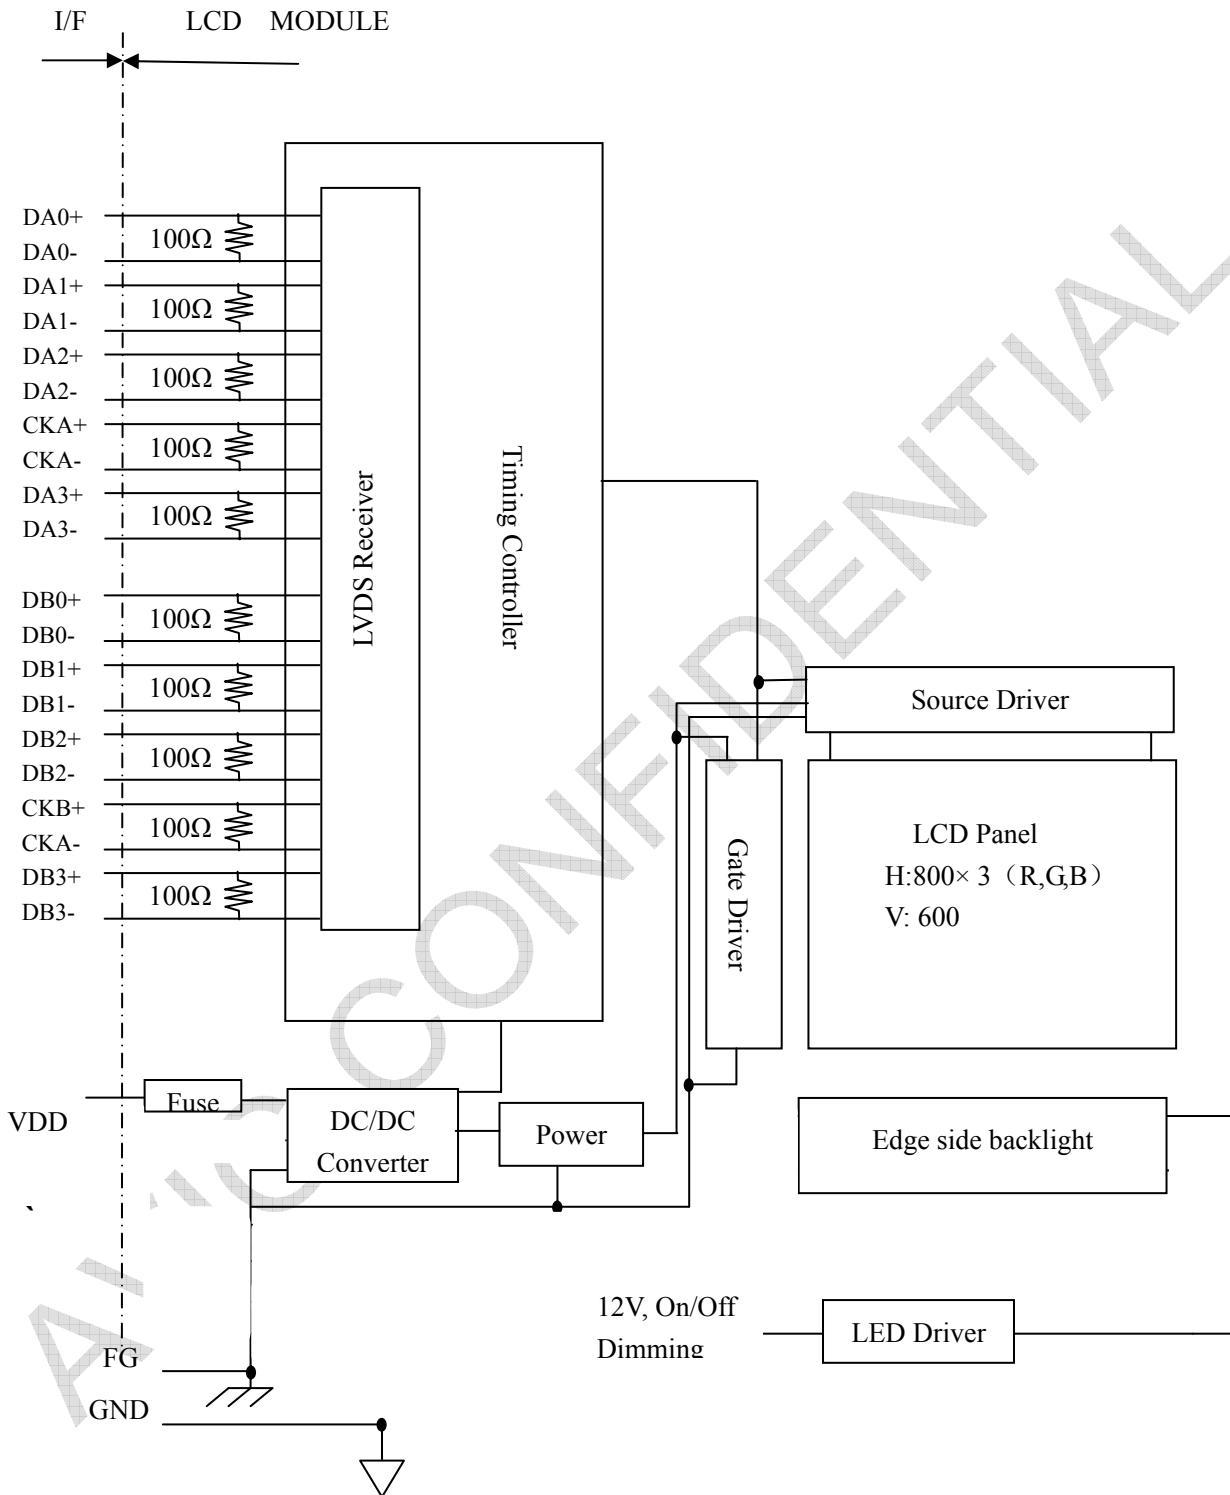 I/F LCD MODULE
DA0+
100Ω
DA0-
DA1+
100Ω
DA1-
DA2+
100Ω
DA2-
CKA+
100Ω
CKA-
DA3+
100Ω
DA3-
DB0+
100Ω
DB0-
DB1+
100Ω
DB1-
DB2+
100Ω
DB2-
CKB+
100Ω
CKA-
DB3+
100Ω
DB3-
LVDS Receiver
Timing Controller
Source Driver
Gate Driver
LCD Panel
H:800× 3（R,G,B）
V: 600
VDD
Fuse
DC/DC
Converter
Power
Edge side backlight
12V, On/Off
Dimming
LED Driver
FG
GND
AVIC CONFIDENTIAL